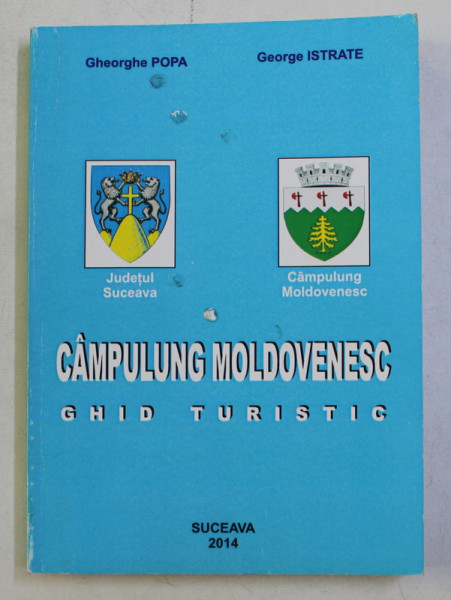 Gheorghe POPA
George ISTRATE
Județul
Suceava
Câmpulung
Moldovenesc
CÂMPULUNG MOLDOVENESC
GHID TURISTIC
SUCEAVA
2014